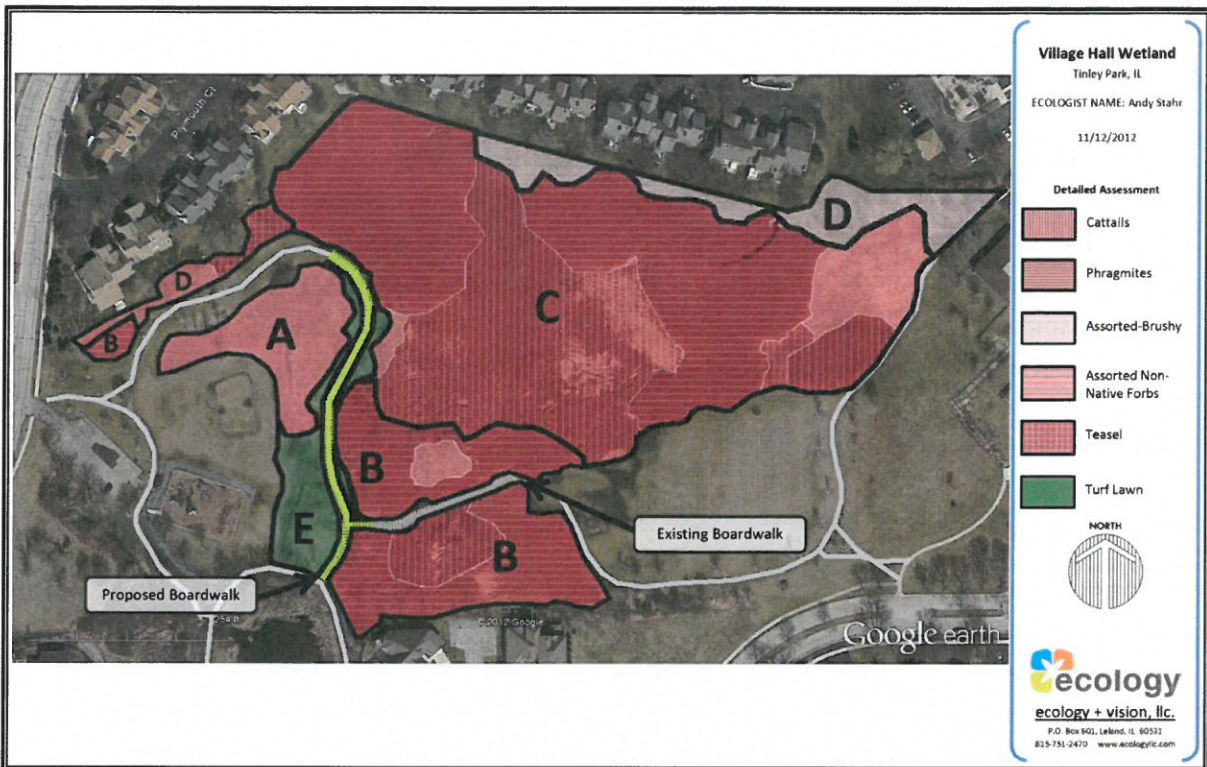 Village Hall Wetland
Tinley Park, IL
ECOLOGIST NAME: Andy Stahr
11/12/2012
Detailed Assessment
Cattails
Phragmites
Assorted-Brushy
Assorted Non-
Native Forbs
Teasel
Turf Lawn
NORTH
ecology
ecology + vision, llc.
P.O. Box 601, Leland, IL 60531
815-751-2470 www.ecologyllc.com
Plymouth Ct
D
D
C
A
B
B
B
E
Existing Boardwalk
Proposed Boardwalk
© 2012 Google
Google earth